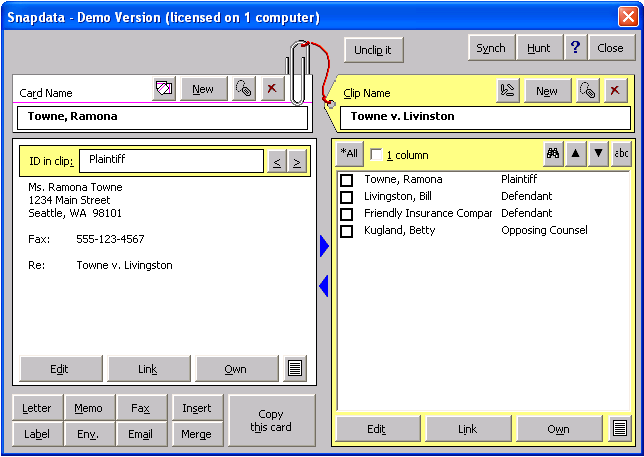 Snapdata - Demo Version (licensed on 1 computer)
Unclip it
Synch Hunt ? Close
Card Name New
Towne, Ramona
Clip Name New
Towne v. Livinston
ID in clip: Plaintiff < >
Ms. Ramona Towne
1234 Main Street
Seattle, WA 98101
Fax: 555-123-4567
Re: Towne v. Livingston
Edit Link Own
*All 1 column abc
Towne, Ramona Plaintiff
Livingston, Bill Defendant
Friendly Insurance Compar Defendant
Kugland, Betty Opposing Counsel
Edit Link Own
Letter Memo Fax Insert
Label Env. Email Merge
Copy
this card